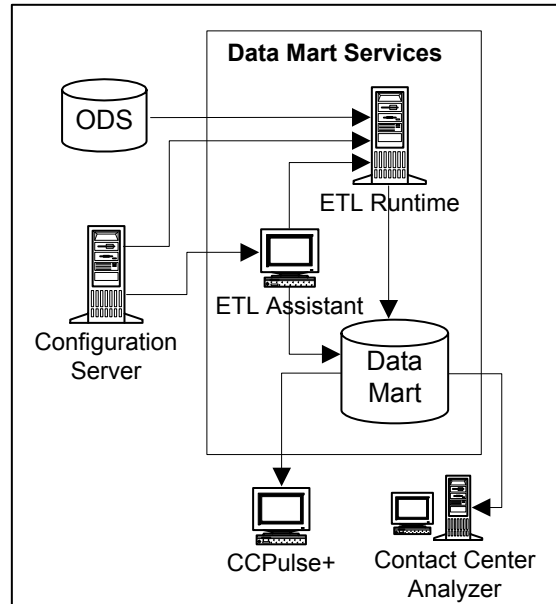 Data Mart Services
ODS
ETL Runtime
ETL Assistant
Configuration
Server
Data
Mart
CCPulse+
Contact Center
Analyzer